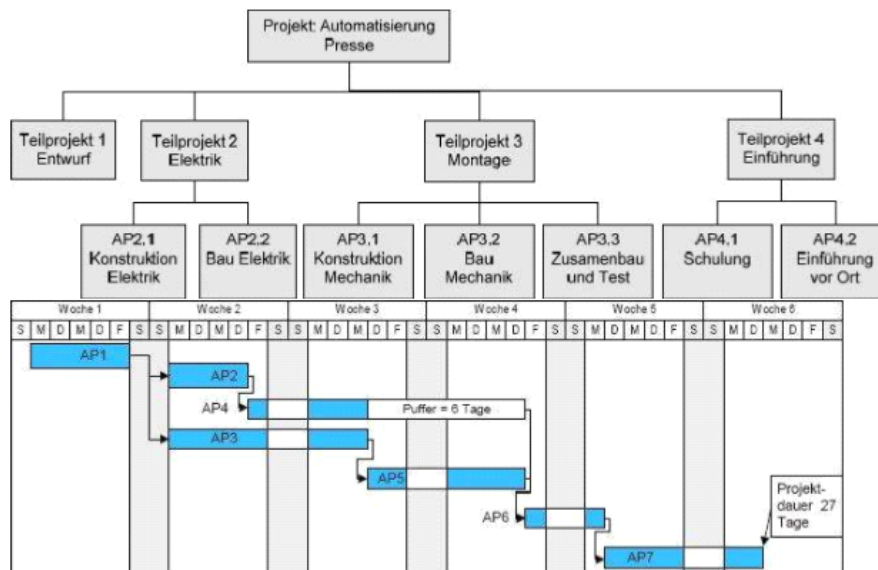 Projekt: Automatisierung
Presse
Teilprojekt 1
Entwurf
Teilprojekt 2
Elektrik
Teilprojekt 3
Montage
Teilprojekt 4
Einführung
AP2.1
Konstruktion
Elektrik
AP2.2
Bau Elektrik
AP3.1
Konstruktion
Mechanik
AP3.2
Bau
Mechanik
AP3.3
Zusamenbau
und Test
AP4.1
Schulung
AP4.2
Einführung
vor Ort
Woche 1 Woche 2 Woche 3 Woche 4 Woche 5 Woche 6
S M D M D F S S M D M D F S S M D M D F S S M D M D F S S M D M D F S S M D M D F S
AP1
AP2
AP4 Puffer = 6 Tage
AP3
AP5
AP6
AP7
Projekt-
dauer 27
Tage